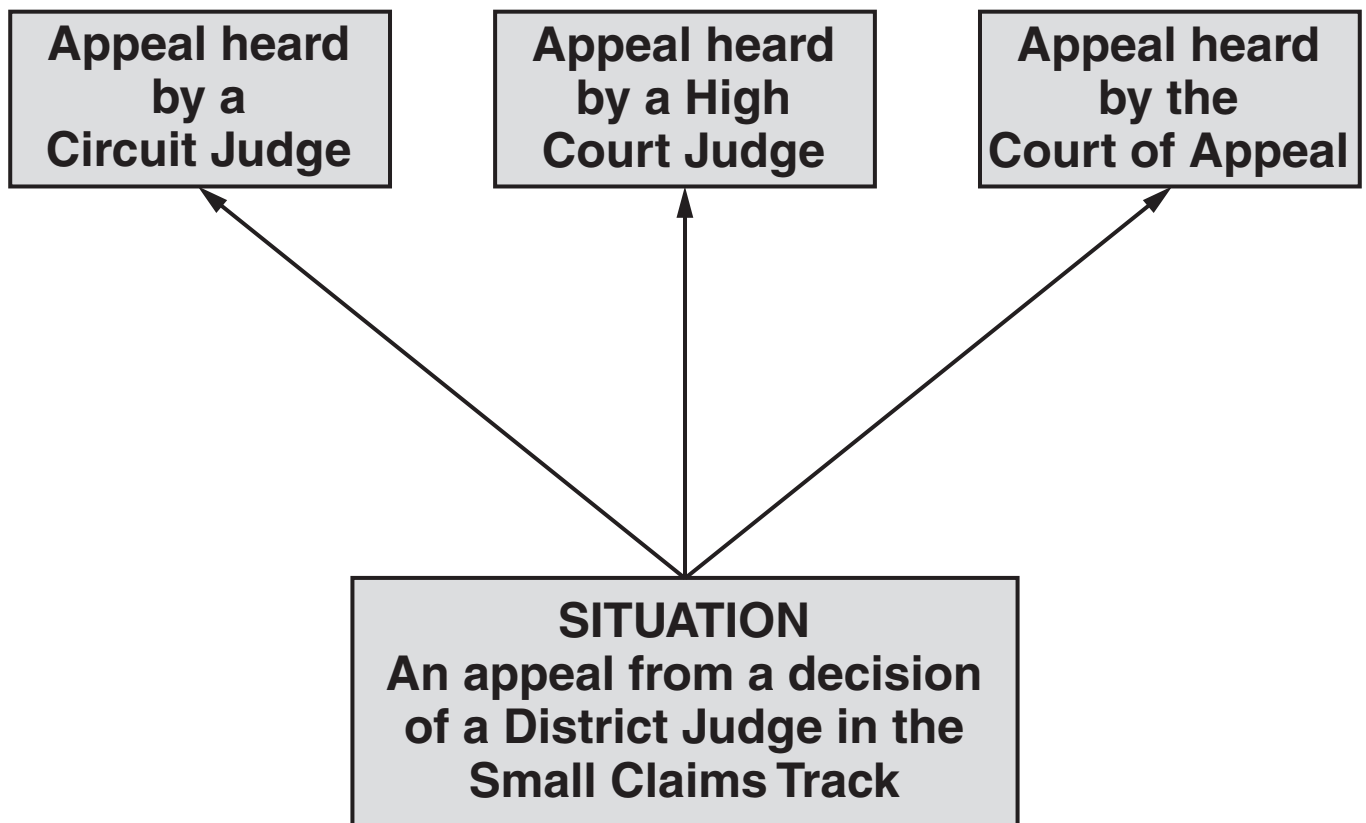 Appeal heard
by a
Circuit Judge
Appeal heard
by a High
Court Judge
Appeal heard
by the
Court of Appeal
SITUATION
An appeal from a decision
of a District Judge in the
Small Claims Track